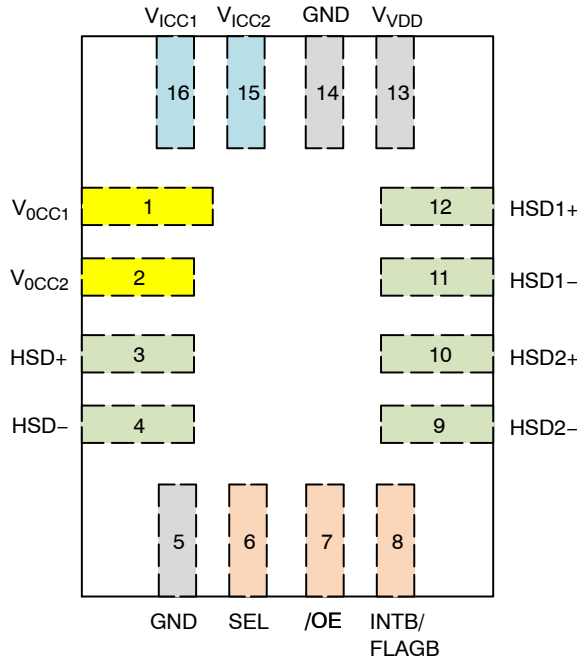 VICC1 VICC2 GND VVDD
16 15 14 13
V0CC1 1 12 HSD1+
V0CC2 2 11 HSD1−
HSD+ 3 10 HSD2+
HSD− 4 9 HSD2−
5 6 7 8
GND SEL /OE INTB/
FLAGB